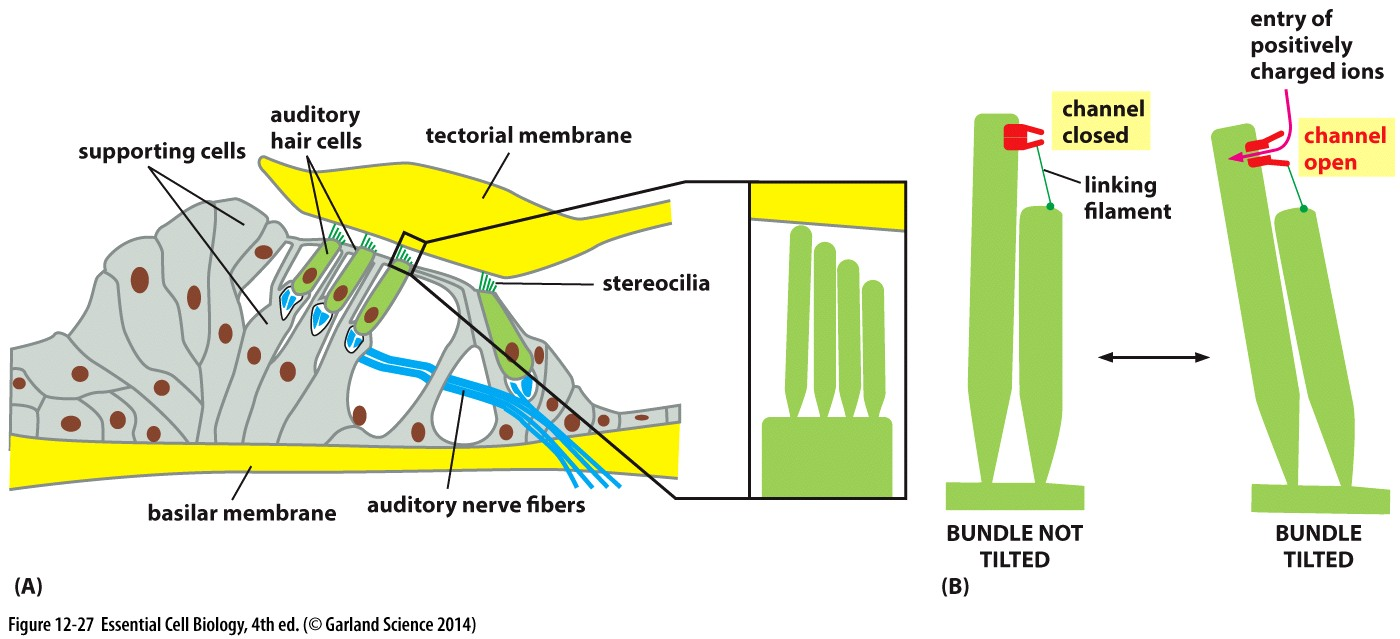 auditory
hair cells
supporting cells
tectorial membrane
stereocilia
auditory nerve fibers
basilar membrane
(A)
entry of
positively
charged ions
channel
closed
channel
open
linking
filament
BUNDLE NOT
TILTED
BUNDLE
TILTED
(B)
Figure 12-27 Essential Cell Biology, 4th ed. (© Garland Science 2014)